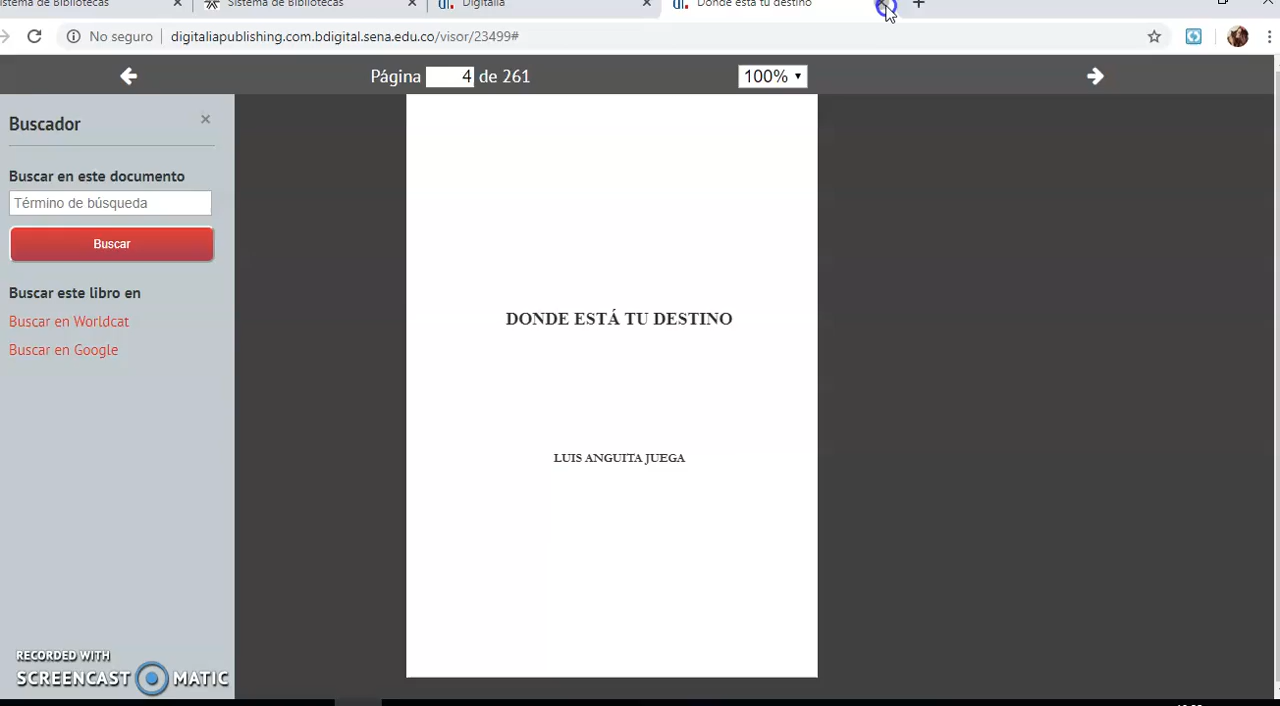 istema de Bibliotecas
Sistema de Bibliotecas
Digitalia
Donde está tu destino
No seguro
digitaliapublishing.com.bdigital.sena.edu.co/visor/23499#
Página 4 de 261
100%
Buscador
Buscar en este documento
Término de búsqueda
Buscar
Buscar este libro en
Buscar en Worldcat
Buscar en Google
DONDE ESTÁ TU DESTINO
LUIS ANGUITA JUEGA
RECORDED WITH
SCREENCAST MATIC